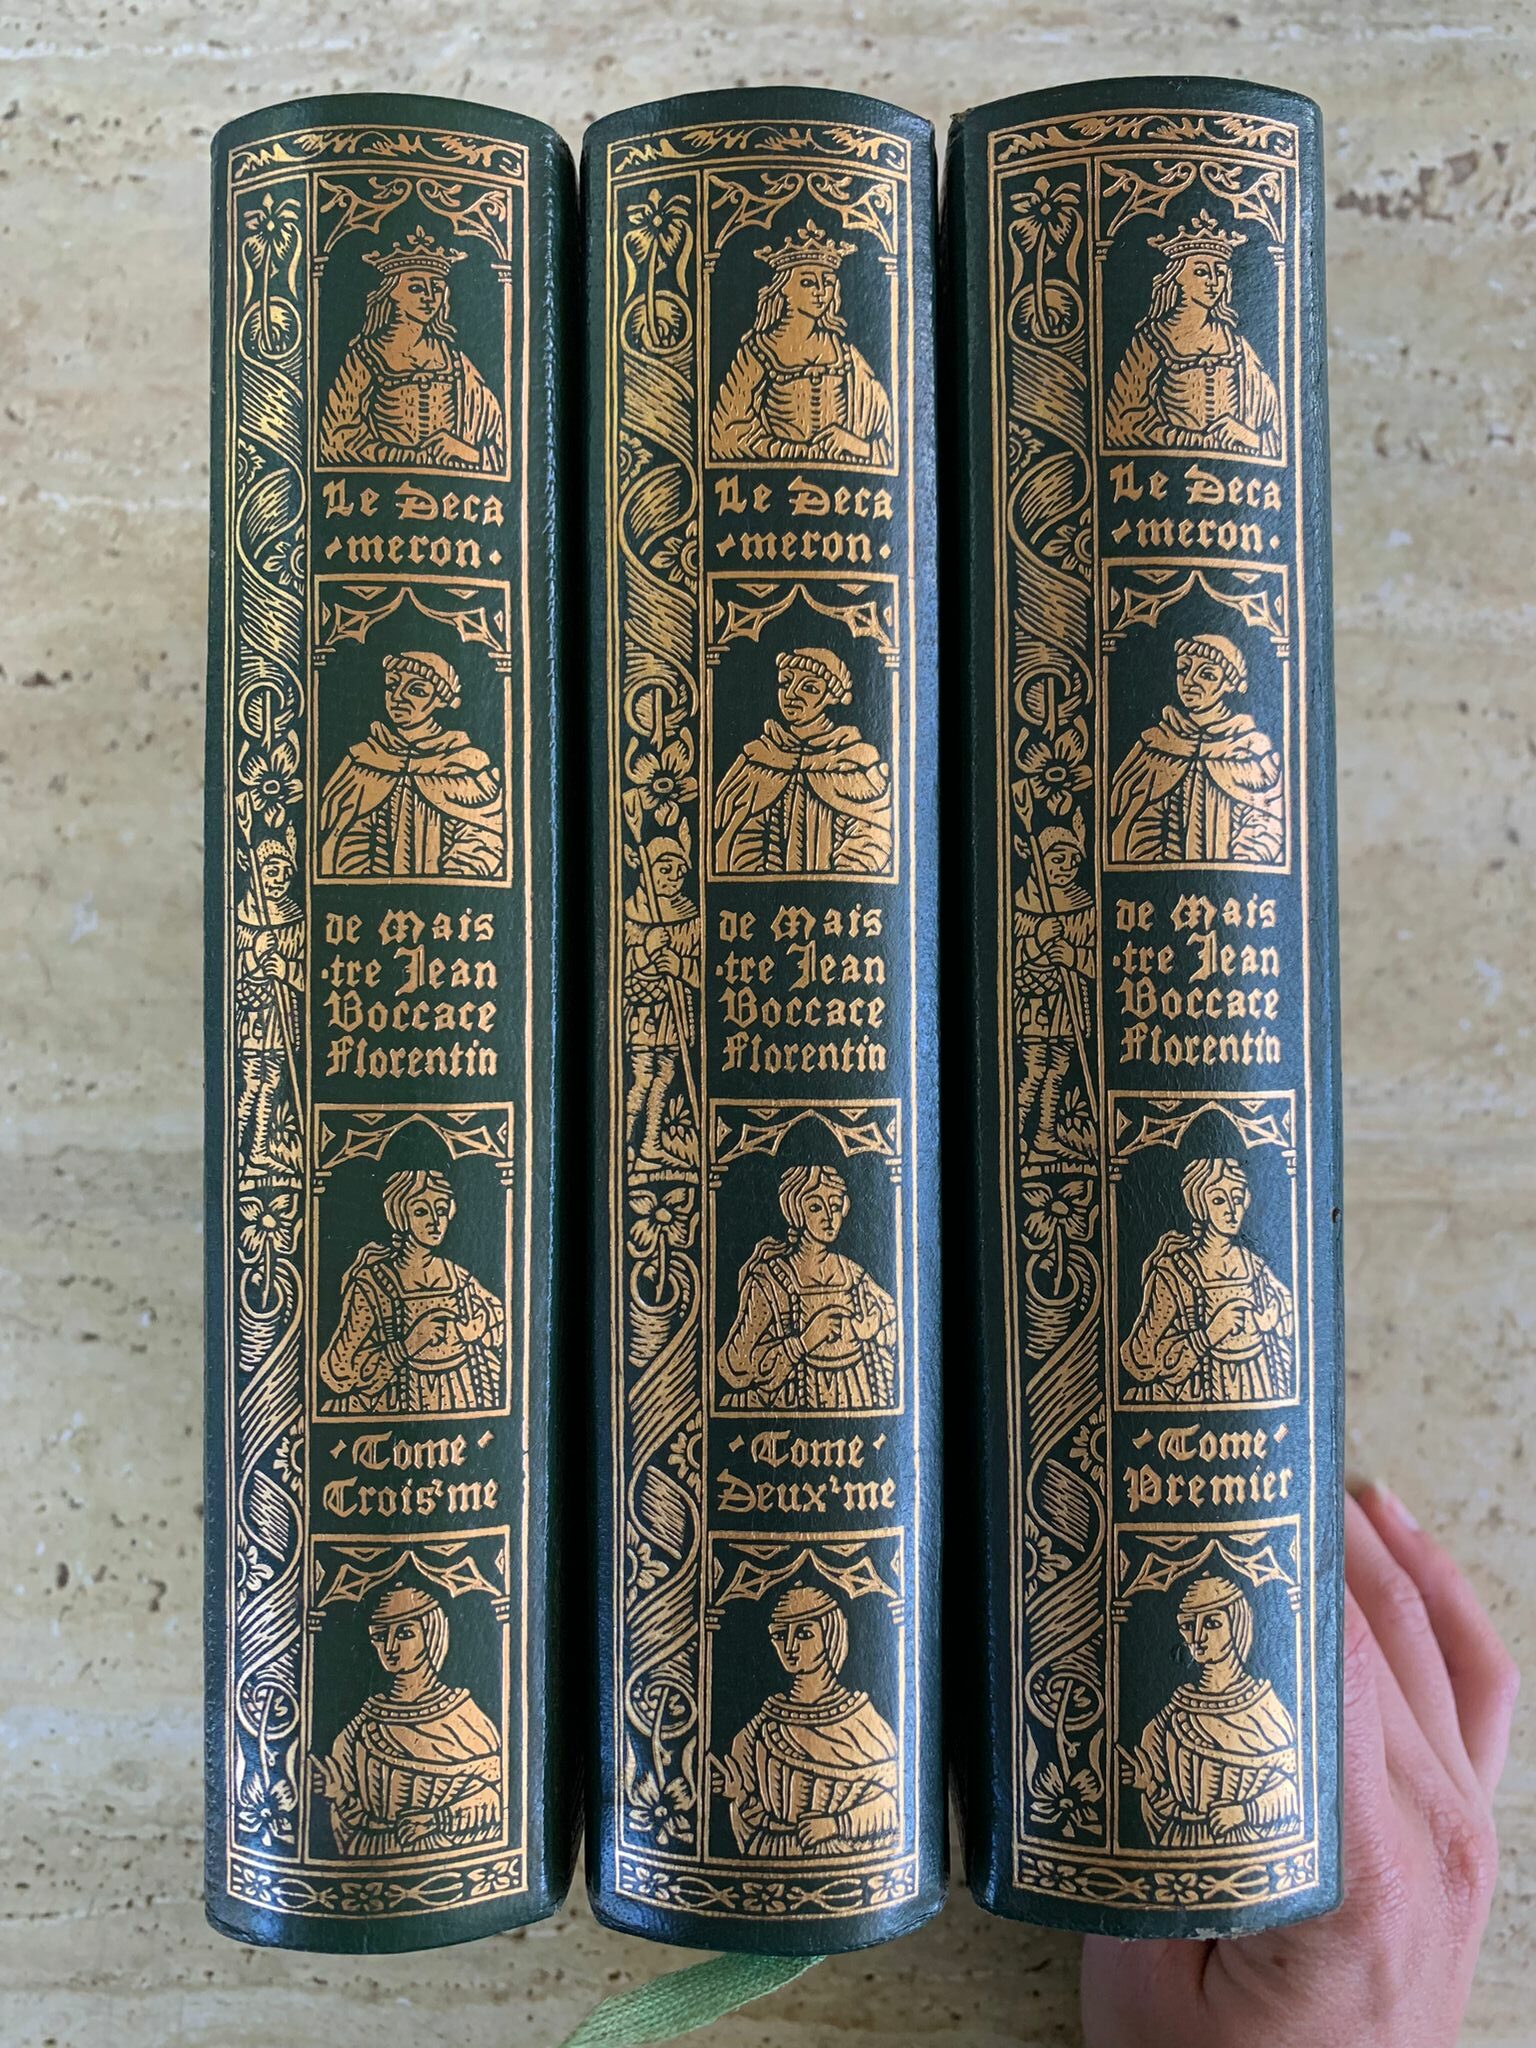 Le Deca
meron.
de Mais
tre Jean
Boccace
Florentin
Tome
Trois'me
Le Deca
meron.
de Mais
tre Jean
Boccace
Florentin
Tome
Deux'me
Le Deca
meron.
de Mais
tre Jean
Boccace
Florentin
Tome
Premier